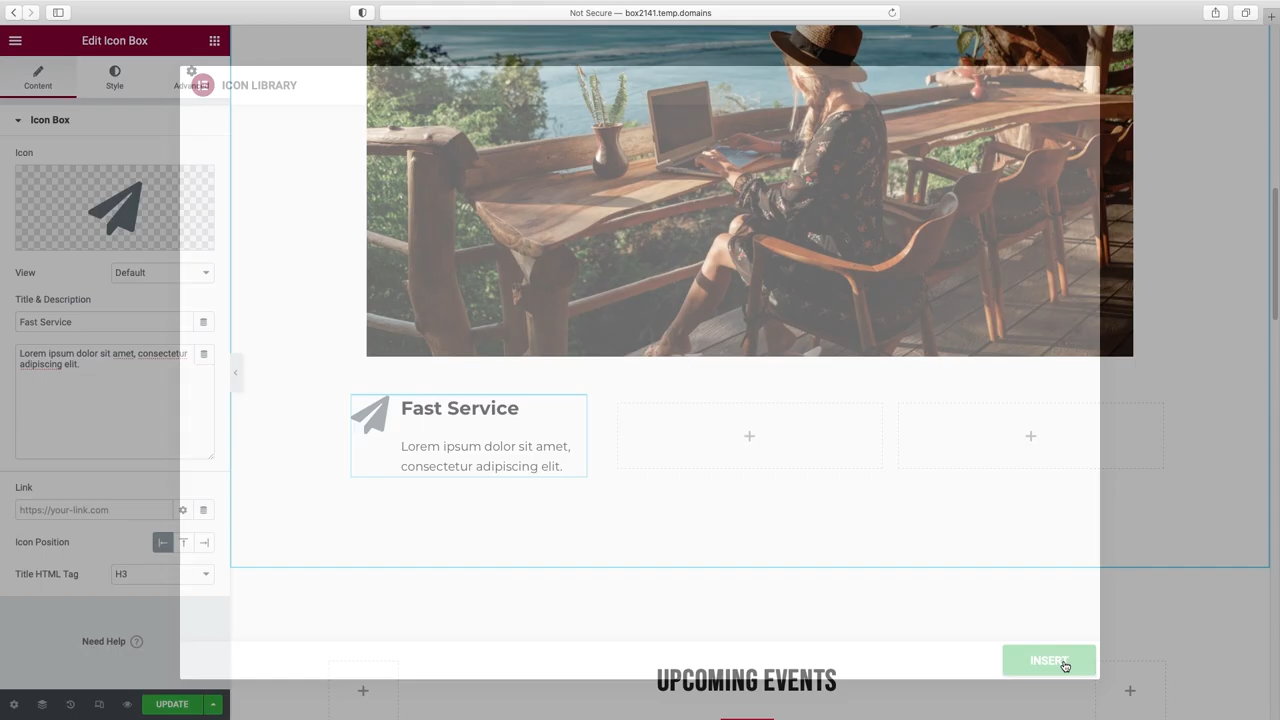 Not Secure — box2141.temp.domains
Edit Icon Box
Content
Style
Advanced
ICON LIBRARY
Icon Box
Icon
View
Default
Title & Description
Fast Service
Lorem ipsum dolor sit amet, consectetur
adipiscing elit.
Fast Service
Lorem ipsum dolor sit amet,
consectetur adipiscing elit.
Link
https://your-link.com
Icon Position
Title HTML Tag
H3
Need Help ?
INSERT
UPCOMING EVENTS
UPDATE